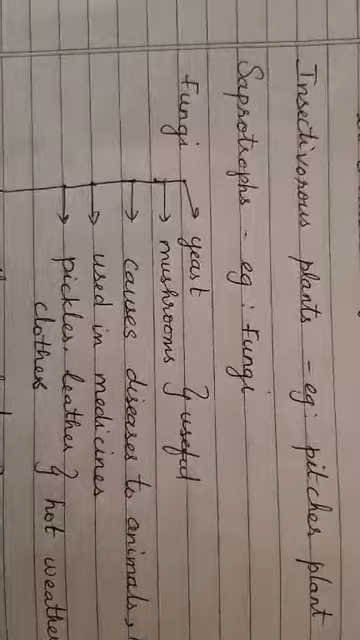 Insectivorous plants - eg: pitcher plant
Saprotrophs - eg: Fungi
Fungi → yeast
→ mushrooms } useful
→ causes diseases to animals,
→ used in medicines
→ pickles, leather } hot weather
clothes